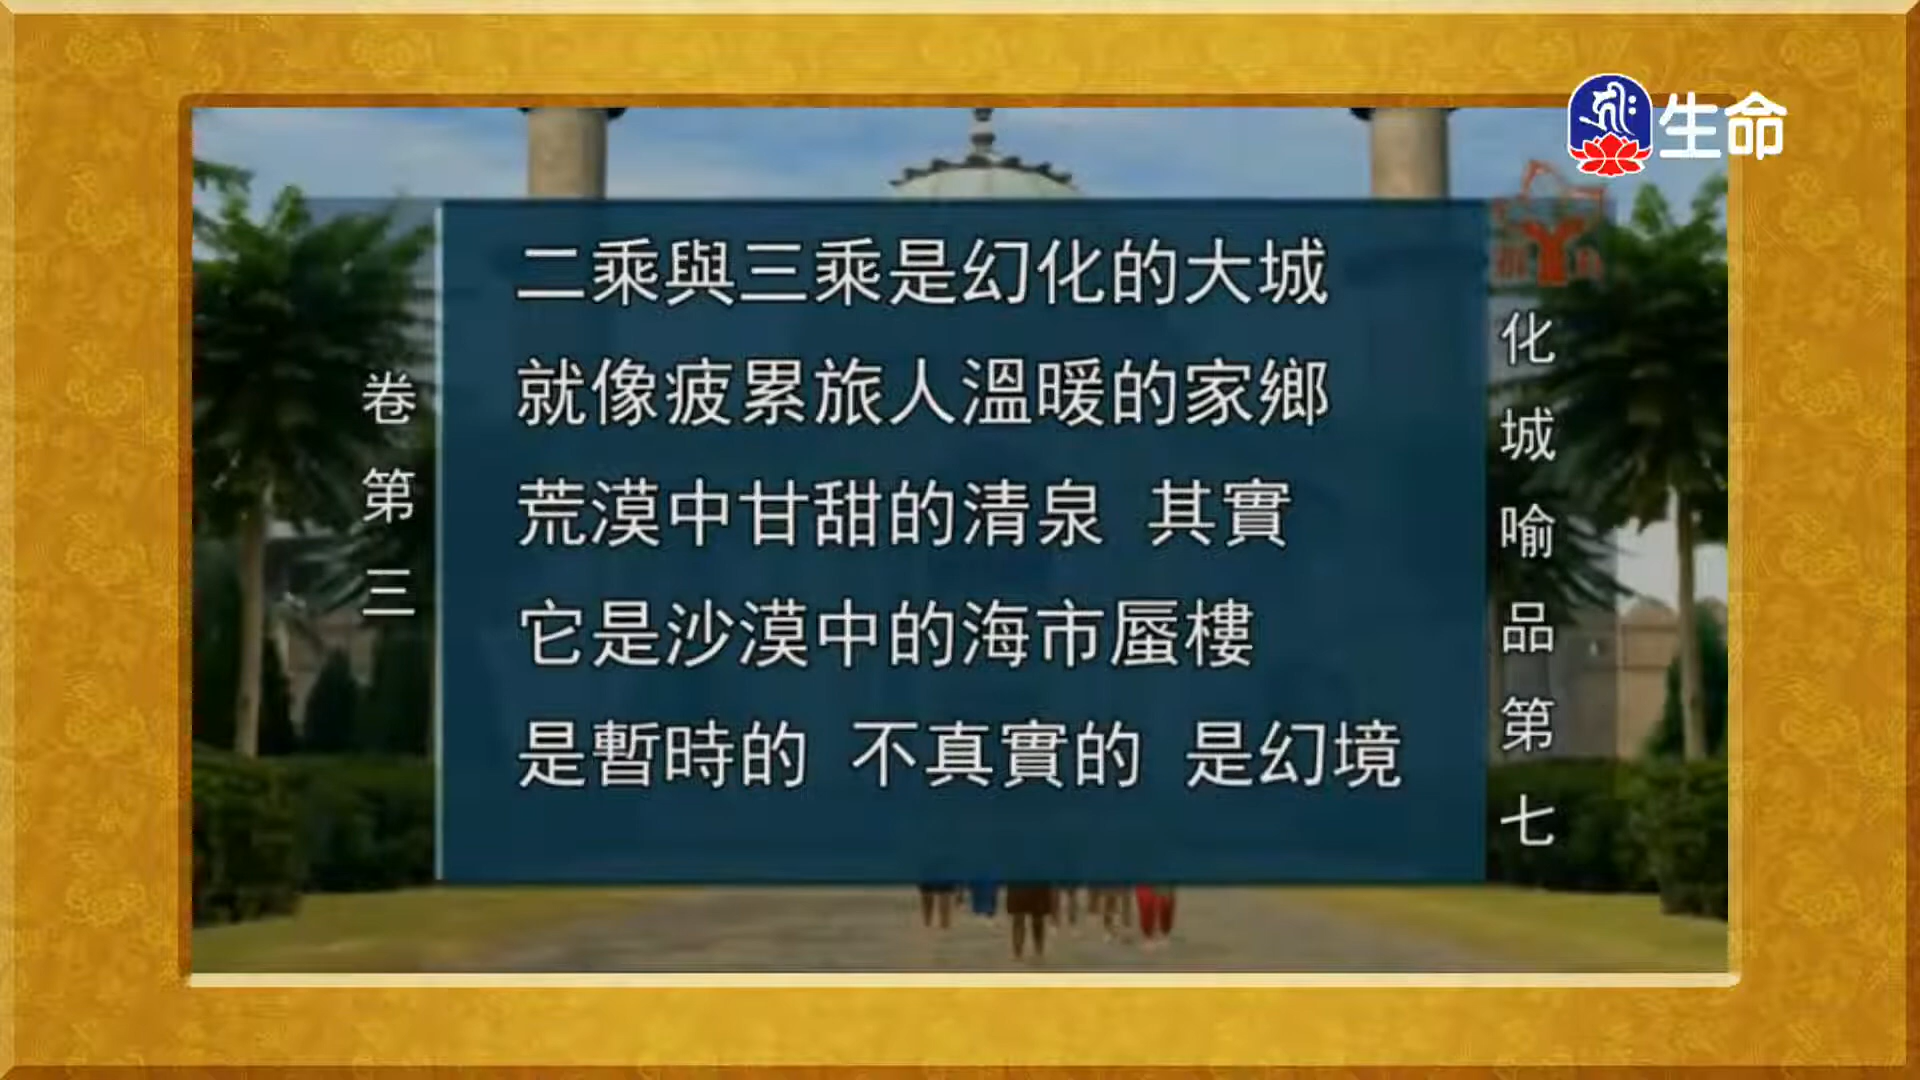 生命
化城喻品第七
二乘與三乘是幻化的大城
就像疲累旅人溫暖的家鄉
荒漠中甘甜的清泉 其實
它是沙漠中的海市蜃樓
是暫時的 不真實的 是幻境
卷第三